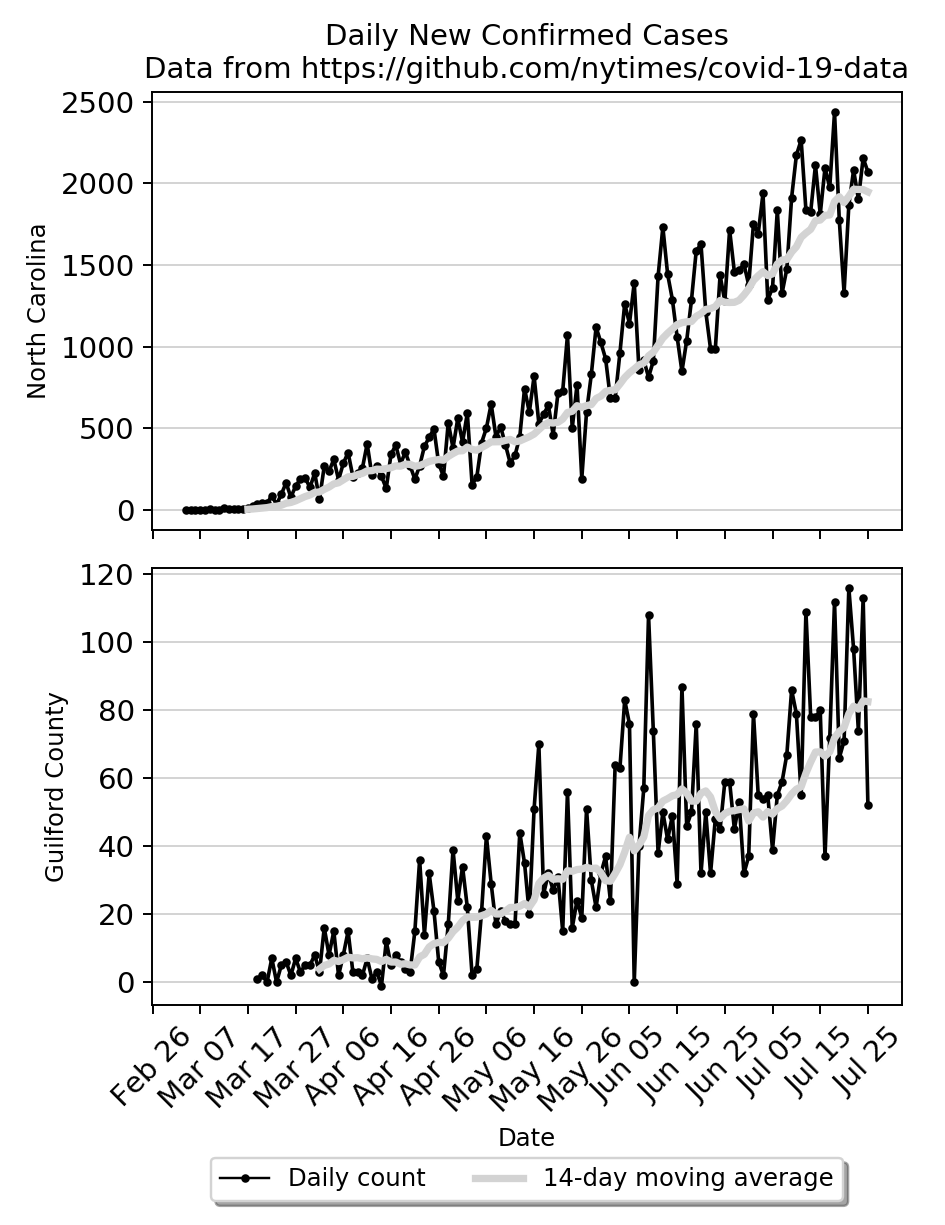 Daily New Confirmed Cases
Data from https://github.com/nytimes/covid-19-data
2500
2000
1500
1000
500
0
North Carolina
120
100
80
60
40
20
0
Guilford County
Feb 26
Mar 07
Mar 17
Mar 27
Apr 06
Apr 16
Apr 26
May 06
May 16
May 26
Jun 05
Jun 15
Jun 25
Jul 05
Jul 15
Jul 25
Date
Daily count
14-day moving average